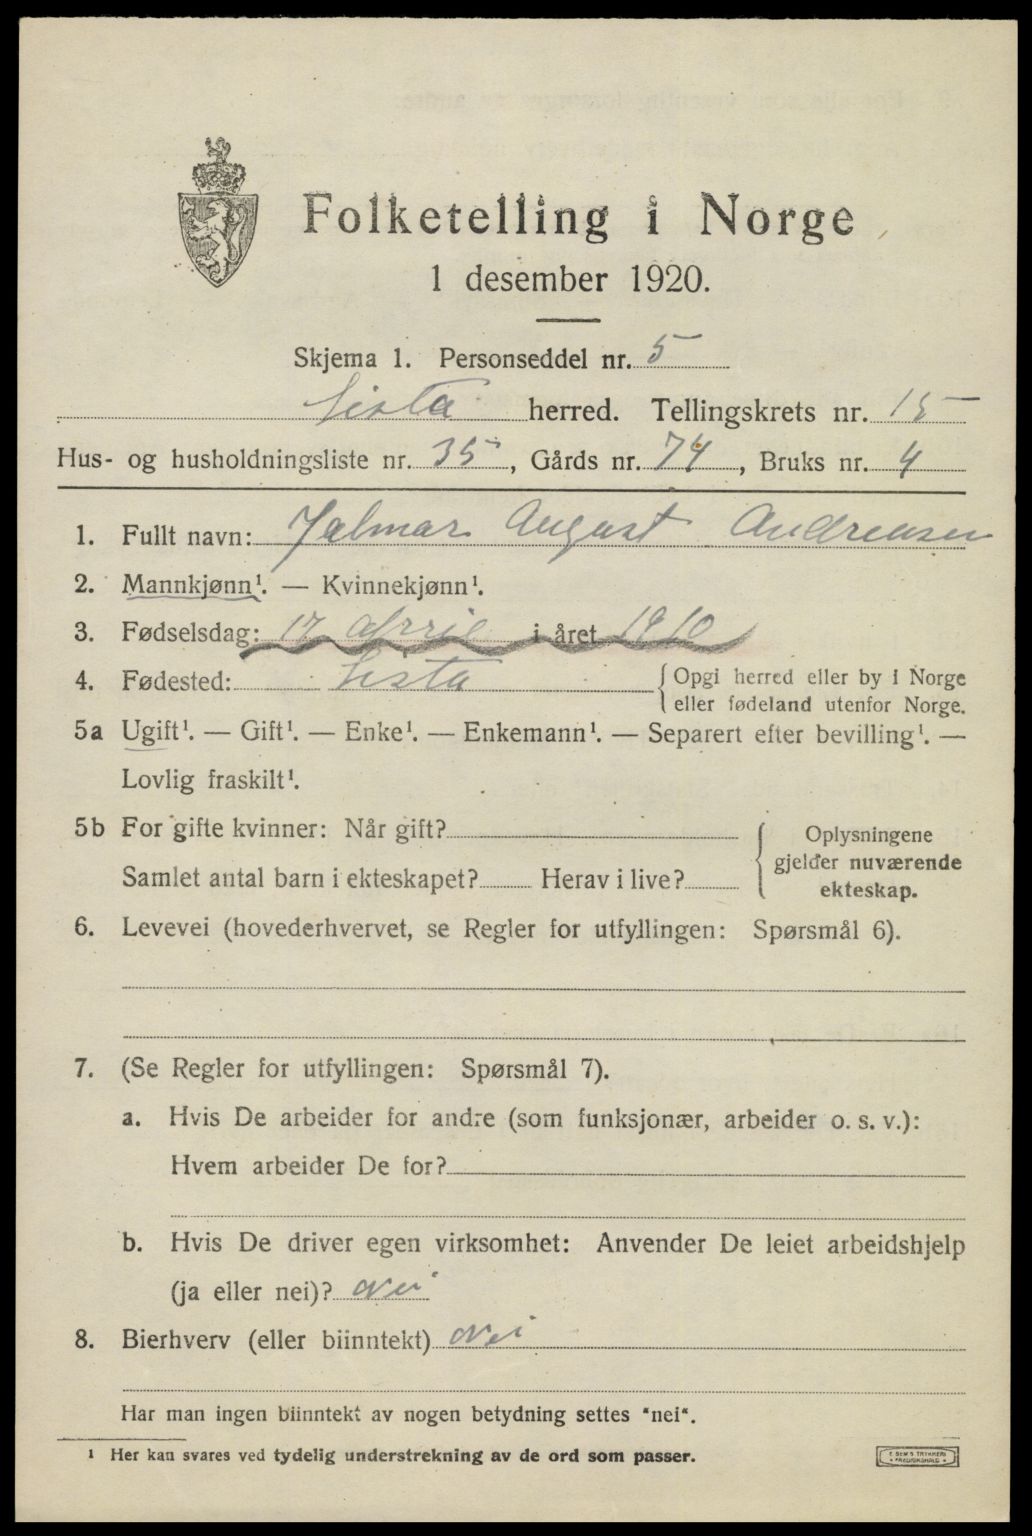 Folketelling i Norge
1 desember 1920.
Skjema 1. Personseddel nr. 5
Lista herred. Tellingskrets nr. 15
Hus- og husholdningsliste nr. 35, Gårds nr. 74, Bruks nr. 4
1. Fullt navn: Jalmar August Andreasen
2. Mannkjønn¹. — Kvinnekjønn¹.
3. Fødselsdag: 17 April i året 1910
4. Fødested: Lista { Opgi herred eller by i Norge
eller fødeland utenfor Norge.
5a Ugift¹. — Gift¹. — Enke¹. — Enkemann¹. — Separert efter bevilling¹. —
Lovlig fraskilt¹.
5b For gifte kvinner: Når gift? { Oplysningene
gjelder nuværende
Samlet antal barn i ekteskapet? Herav i live? ekteskap.
6. Levevei (hovederhvervet, se Regler for utfyllingen: Spørsmål 6).
7. (Se Regler for utfyllingen: Spørsmål 7).
a. Hvis De arbeider for andre (som funksjonær, arbeider o. s. v.):
Hvem arbeider De for?
b. Hvis De driver egen virksomhet: Anvender De leiet arbeidshjelp
(ja eller nei)? Nei
8. Bierhverv (eller biinntekt) Nei
Har man ingen biinntekt av nogen betydning settes "nei".
¹ Her kan svares ved tydelig understrekning av de ord som passer.
E. SEM'S TRYKKERI
FREDRIKSHALD